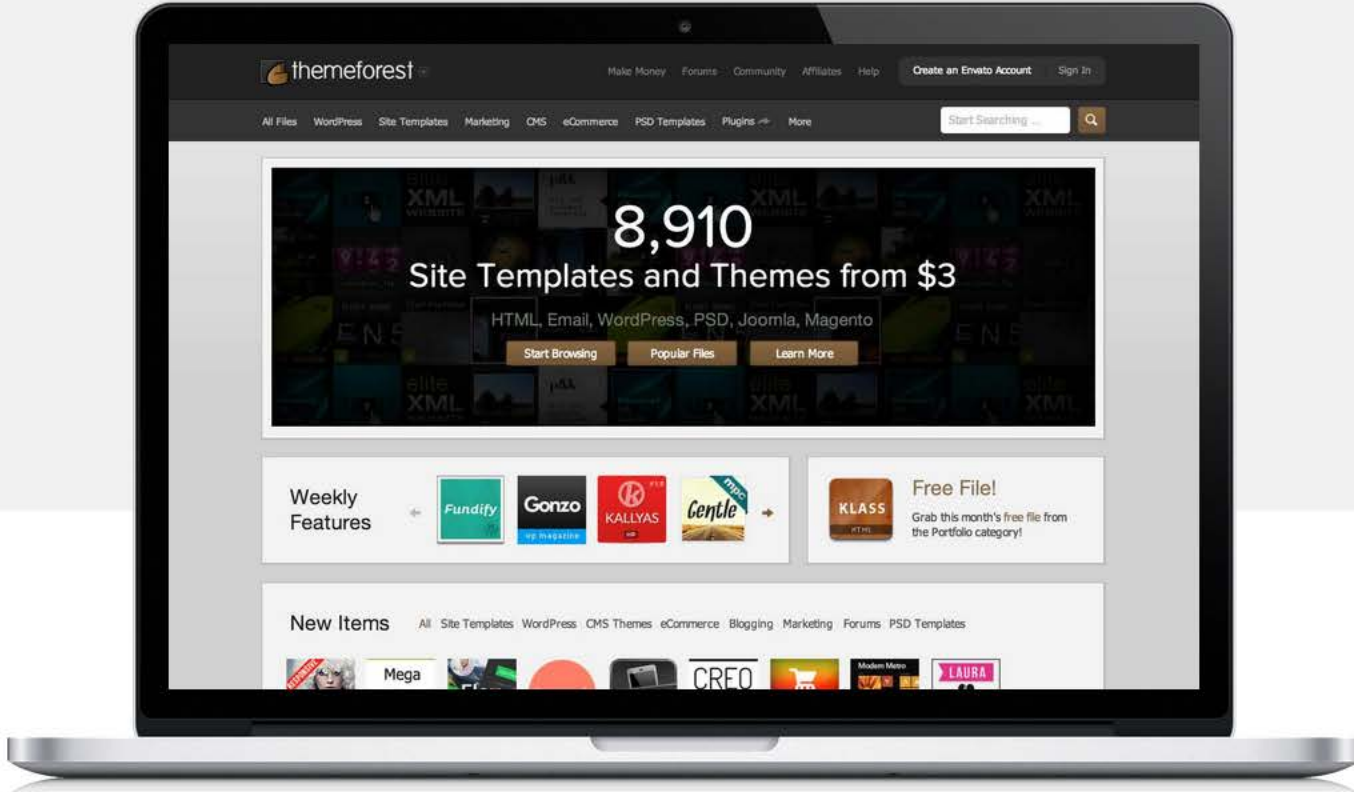 themeforest
Make Money Forums Community Affiliates Help Create an Envato Account Sign In
All Files WordPress Site Templates Marketing CMS eCommerce PSD Templates Plugins More
Start Searching ...
8,910
Site Templates and Themes from $3
HTML, Email, WordPress, PSD, Joomla, Magento
Start Browsing Popular Files Learn More
Weekly
Features
Fundify
Gonzo
wp magazine
KALLYAS
Gentle
mpc
KLASS
HTML
Free File!
Grab this month's free file from
the Portfolio category!
New Items
All Site Templates WordPress CMS Themes eCommerce Blogging Marketing Forums PSD Templates
RESPONSIVE
Mega
CREO
Modern Metro
LAURA